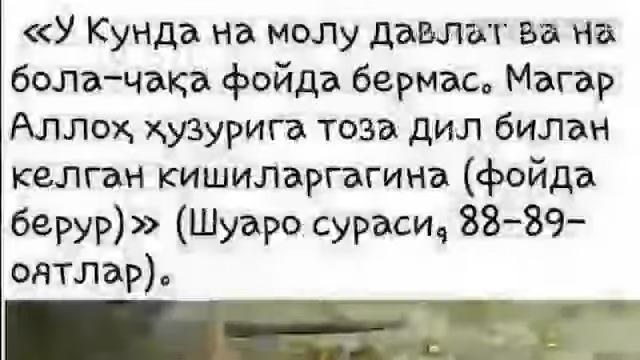 «У Кунда на молу давлат ва на
бола-чақа фойда бермас. Магар
Аллоҳ ҳузурига тоза дил билан
келган кишиларгагина (фойда
берур)» (Шуаро сураси, 88-89-
оятлар).